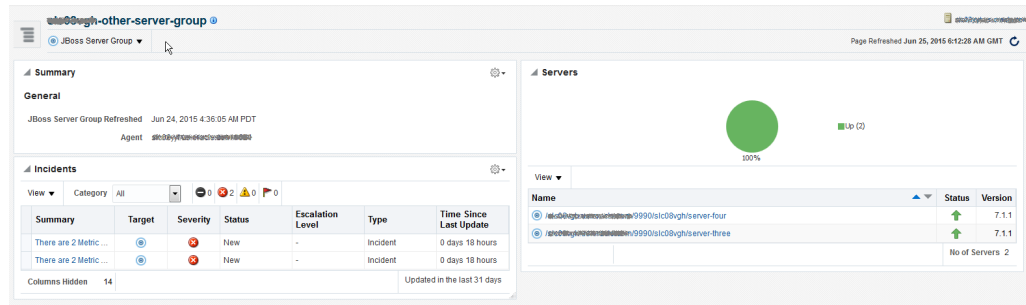 -other-server-group
JBoss Server Group
Page Refreshed Jun 25, 2015 6:12:28 AM GMT
Summary
General
JBoss Server Group Refreshed Jun 24, 2015 4:36:05 AM PDT
Agent
Incidents
View Category All 0 2 0 0
Summary Target Severity Status Escalation Level Type Time Since Last Update
There are 2 Metric ... New - Incident 0 days 18 hours
There are 2 Metric ... New - Incident 0 days 18 hours
Columns Hidden 14 Updated in the last 31 days
Servers
Up (2)
100%
View
Name Status Version
/9990/slc08vgh/server-four 7.1.1
/9990/slc08vgh/server-three 7.1.1
No of Servers 2